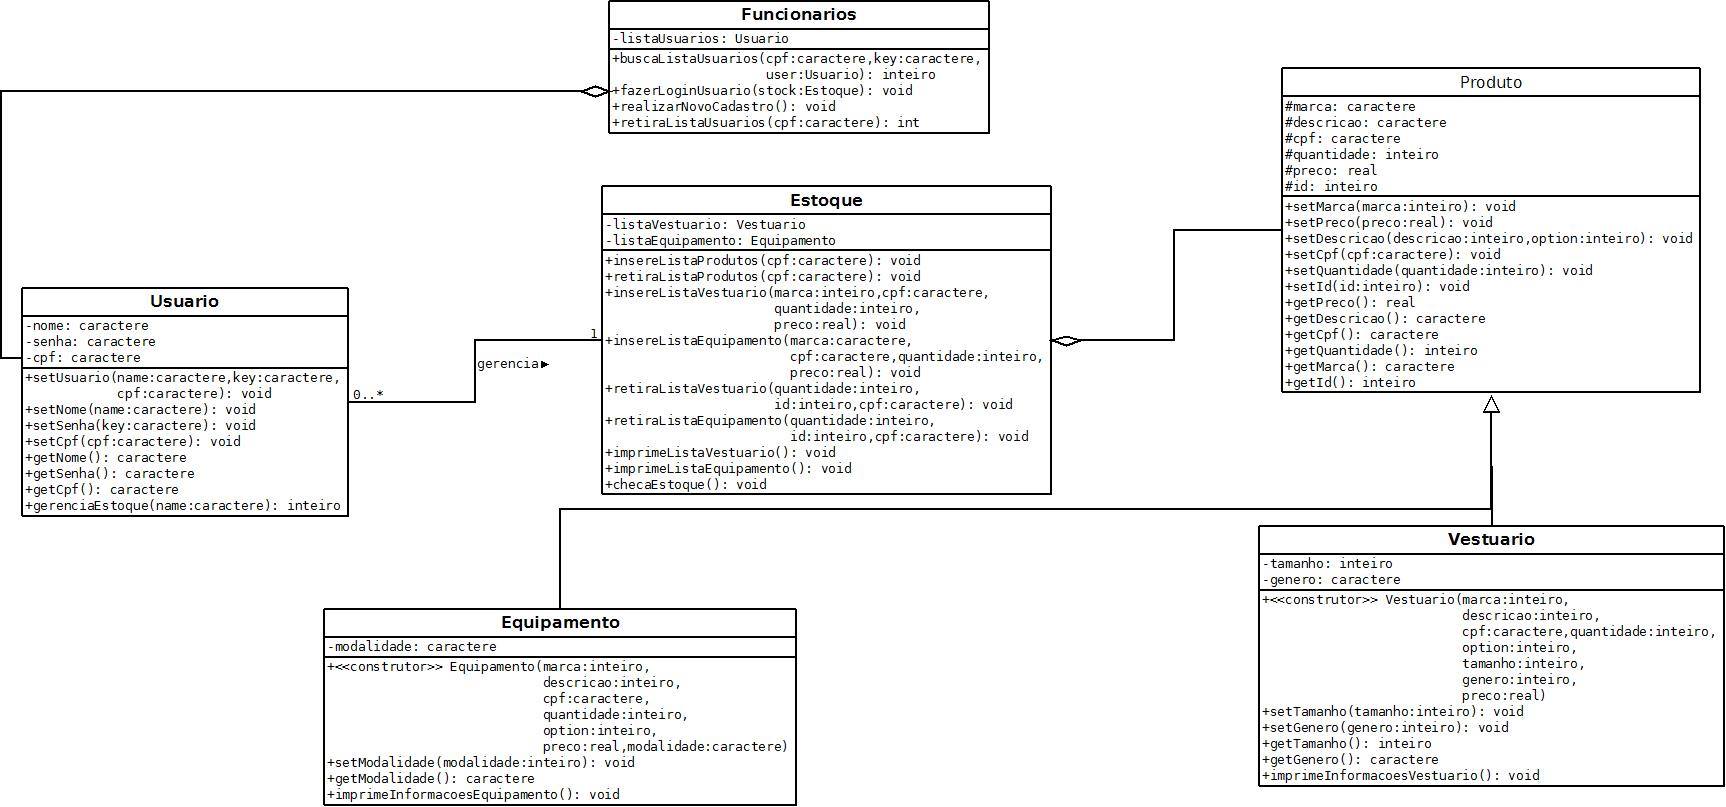 Funcionarios
-listaUsuarios: Usuario
+buscaListaUsuarios(cpf:caractere,key:caractere,
user:Usuario): inteiro
+fazerLoginUsuario(stock:Estoque): void
+realizarNovoCadastro(): void
+retiraListaUsuarios(cpf:caractere): int
Produto
#marca: caractere
#descricao: caractere
#cpf: caractere
#quantidade: inteiro
#preco: real
#id: inteiro
+setMarca(marca:inteiro): void
+setPreco(preco:real): void
+setDescricao(descricao:inteiro,option:inteiro): void
+setCpf(cpf:caractere): void
+setQuantidade(quantidade:inteiro): void
+setId(id:inteiro): void
+getPreco(): real
+getDescricao(): caractere
+getCpf(): caractere
+getQuantidade(): inteiro
+getMarca(): caractere
+getId(): inteiro
Estoque
-listaVestuario: Vestuario
-listaEquipamento: Equipamento
+insereListaProdutos(cpf:caractere): void
+retiraListaProdutos(cpf:caractere): void
+insereListaVestuario(marca:inteiro,cpf:caractere,
quantidade:inteiro,
preco:real): void
+insereListaEquipamento(marca:caractere,
cpf:caractere,quantidade:inteiro,
preco:real): void
+retiraListaVestuario(quantidade:inteiro,
id:inteiro,cpf:caractere): void
+retiraListaEquipamento(quantidade:inteiro,
id:inteiro,cpf:caractere): void
+imprimeListaVestuario(): void
+imprimeListaEquipamento(): void
+checaEstoque(): void
Usuario
-nome: caractere
-senha: caractere
-cpf: caractere
+setUsuario(name:caractere,key:caractere,
cpf:caractere): void
+setNome(name:caractere): void
+setSenha(key:caractere): void
+setCpf(cpf:caractere): void
+getNome(): caractere
+getSenha(): caractere
+getCpf(): caractere
+gerenciaEstoque(name:caractere): inteiro
1
gerencia►
0..*
Equipamento
-modalidade: caractere
+<<construtor>> Equipamento(marca:inteiro,
descricao:inteiro,
cpf:caractere,
quantidade:inteiro,
option:inteiro,
preco:real,modalidade:caractere)
+setModalidade(modalidade:inteiro): void
+getModalidade(): caractere
+imprimeInformacoesEquipamento(): void
Vestuario
-tamanho: inteiro
-genero: caractere
+<<construtor>> Vestuario(marca:inteiro,
descricao:inteiro,
cpf:caractere,quantidade:inteiro,
option:inteiro,
tamanho:inteiro,
genero:inteiro,
preco:real)
+setTamanho(tamanho:inteiro): void
+setGenero(genero:inteiro): void
+getTamanho(): inteiro
+getGenero(): caractere
+imprimeInformacoesVestuario(): void